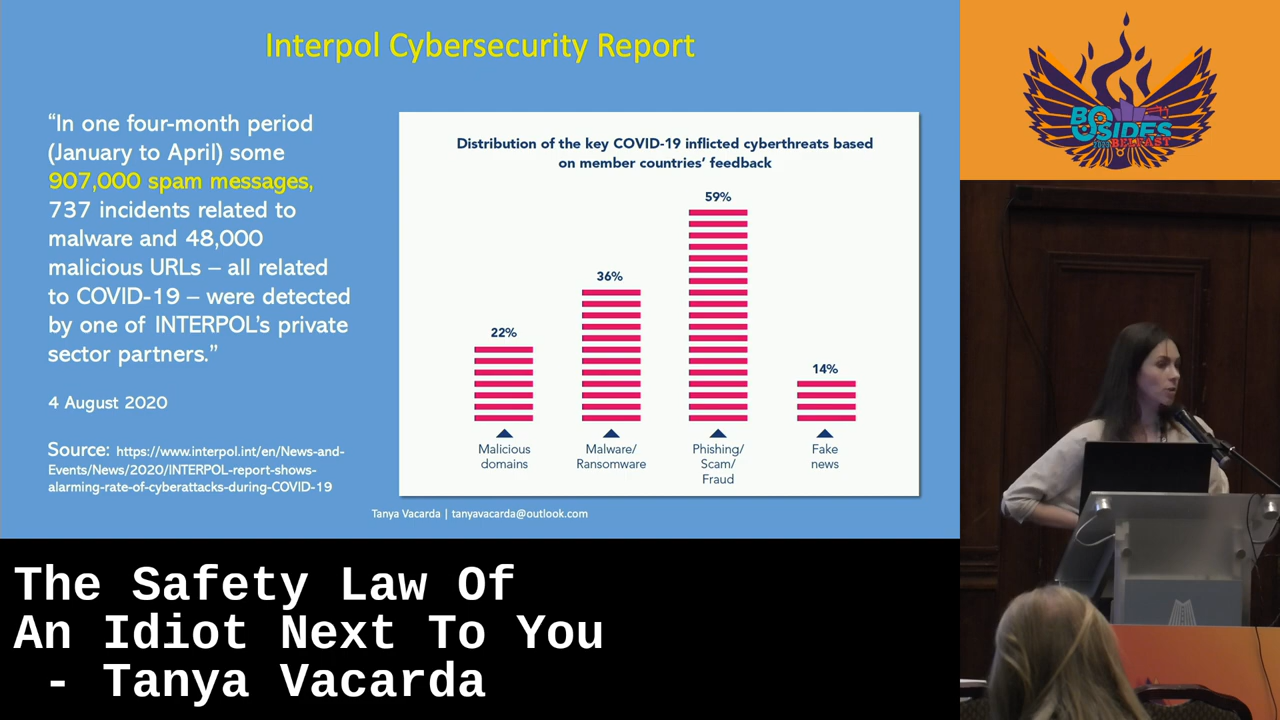 Interpol Cybersecurity Report
“In one four-month period
(January to April) some
907,000 spam messages,
737 incidents related to
malware and 48,000
malicious URLs – all related
to COVID-19 – were detected
by one of INTERPOL’s private
sector partners.”
4 August 2020
Source: https://www.interpol.int/en/News-and-
Events/News/2020/INTERPOL-report-shows-
alarming-rate-of-cyberattacks-during-COVID-19
Distribution of the key COVID-19 inflicted cyberthreats based
on member countries’ feedback
22%
36%
59%
14%
Malicious
domains
Malware/
Ransomware
Phishing/
Scam/
Fraud
Fake
news
Tanya Vacarda | tanyavacarda@outlook.com
BSIDES
BELFAST
The Safety Law Of
An Idiot Next To You
- Tanya Vacarda